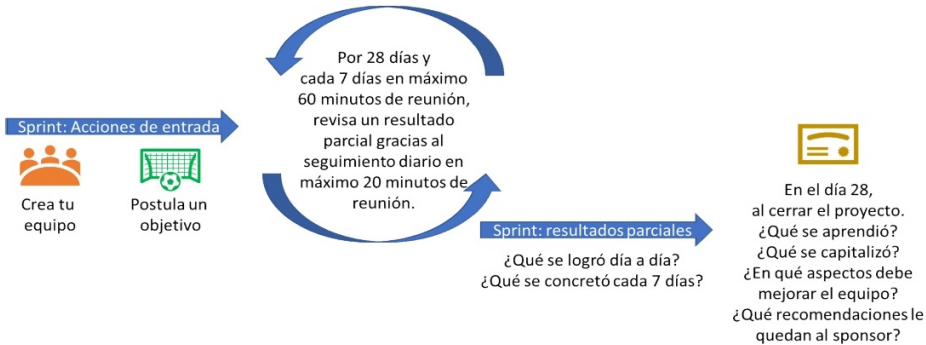 Sprint: Acciones de entrada
Crea tu
equipo
Postula un
objetivo
Por 28 días y
cada 7 días en máximo
60 minutos de reunión,
revisa un resultado
parcial gracias al
seguimiento diario en
máximo 20 minutos de
reunión.
Sprint: resultados parciales
¿Qué se logró día a día?
¿Qué se concretó cada 7 días?
En el día 28,
al cerrar el proyecto.
¿Qué se aprendió?
¿Qué se capitalizó?
¿En qué aspectos debe
mejorar el equipo?
¿Qué recomendaciones le
quedan al sponsor?